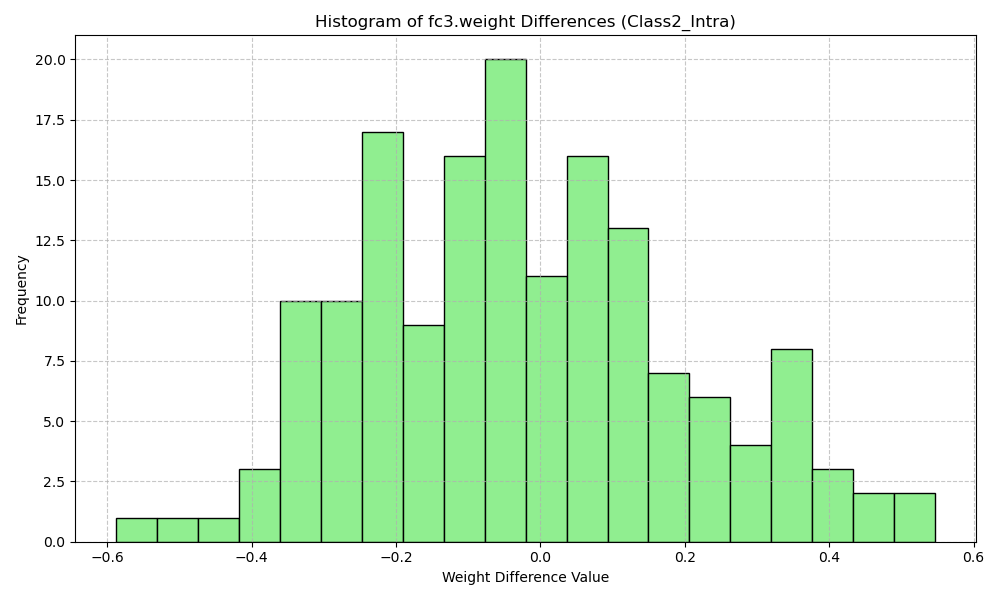 Histogram of fc3.weight Differences (Class2_Intra)
Frequency
20.0
17.5
15.0
12.5
10.0
7.5
5.0
2.5
0.0
−0.6 −0.4 −0.2 0.0 0.2 0.4 0.6
Weight Difference Value